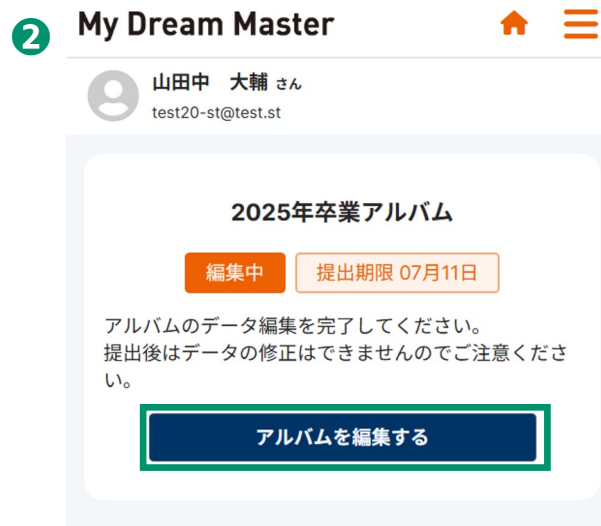 2
My Dream Master
山田中 大輔 さん
test20-st@test.st
2025年卒業アルバム
編集中 提出期限 07月11日
アルバムのデータ編集を完了してください。
提出後はデータの修正はできませんのでご注意くださ
い。
アルバムを編集する